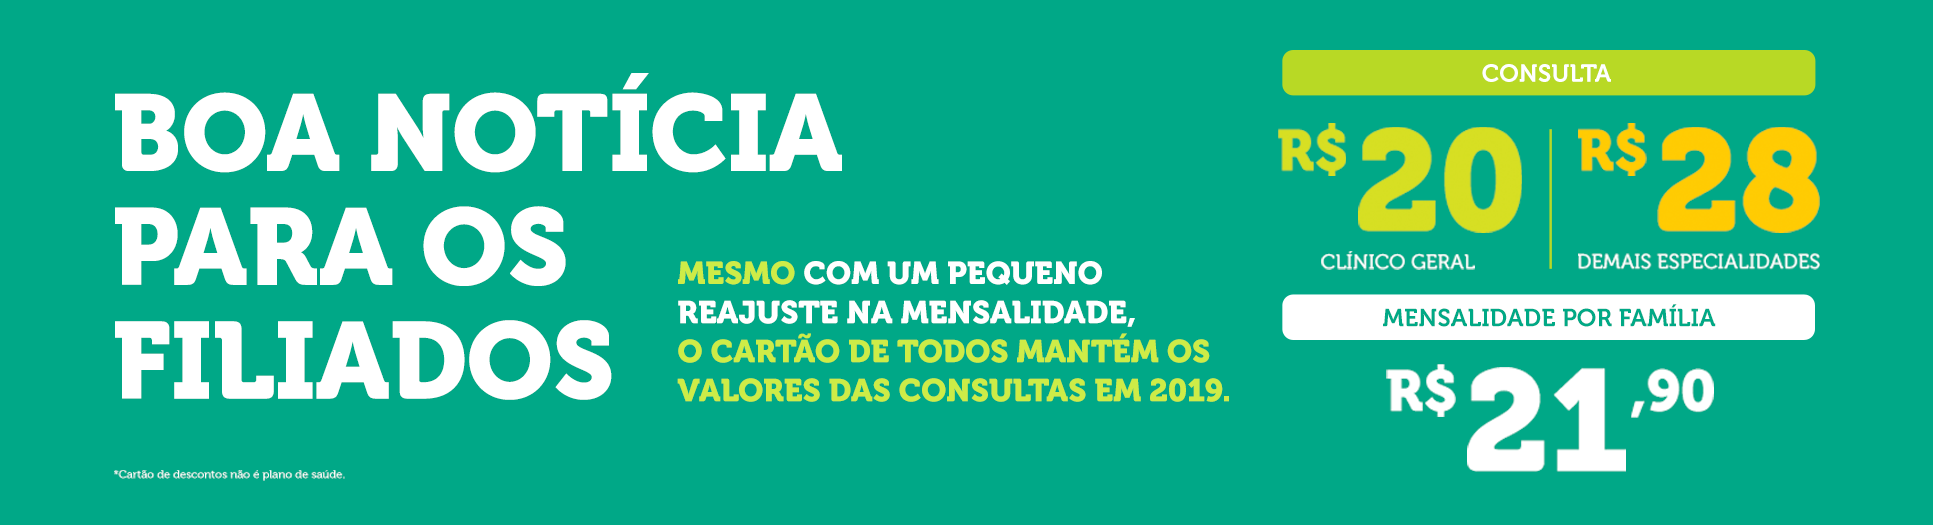 BOA NOTÍCIA
PARA OS
FILIADOS
MESMO COM UM PEQUENO
REAJUSTE NA MENSALIDADE,
O CARTÃO DE TODOS MANTÉM OS
VALORES DAS CONSULTAS EM 2019.
*Cartão de descontos não é plano de saúde.
CONSULTA
R$ 20
CLÍNICO GERAL
R$ 28
DEMAIS ESPECIALIDADES
MENSALIDADE POR FAMÍLIA
R$ 21,90